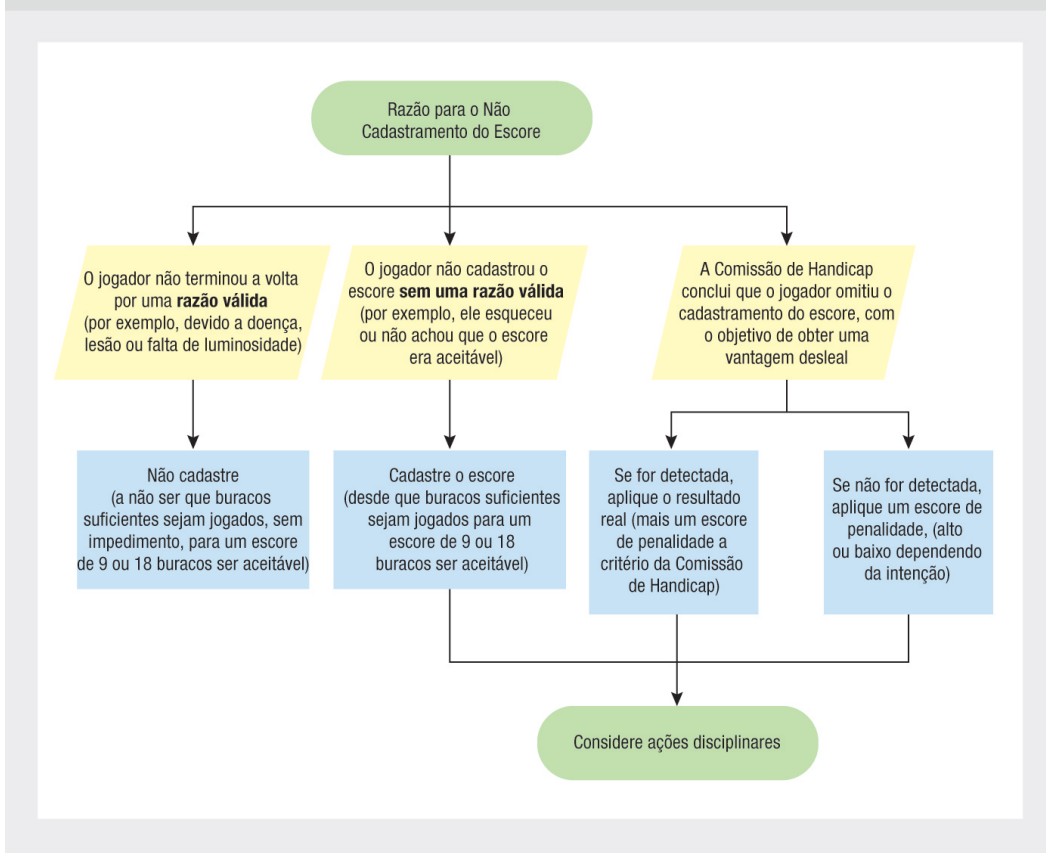 Razão para o Não
Cadastramento do Escore
O jogador não terminou a volta
por uma razão válida
(por exemplo, devido a doença,
lesão ou falta de luminosidade)
O jogador não cadastrou o
escore sem uma razão válida
(por exemplo, ele esqueceu
ou não achou que o escore
era aceitável)
A Comissão de Handicap
conclui que o jogador omitiu o
cadastramento do escore, com
o objetivo de obter uma
vantagem desleal
Não cadastre
(a não ser que buracos
suficientes sejam jogados, sem
impedimento, para um escore
de 9 ou 18 buracos ser aceitável)
Cadastre o escore
(desde que buracos suficientes
sejam jogados para um
escore de 9 ou 18
buracos ser aceitável)
Se for detectada,
aplique o resultado
real (mais um escore
de penalidade a
critério da Comissão
de Handicap)
Se não for detectada,
aplique um escore de
penalidade, (alto
ou baixo dependendo
da intenção)
Considere ações disciplinares